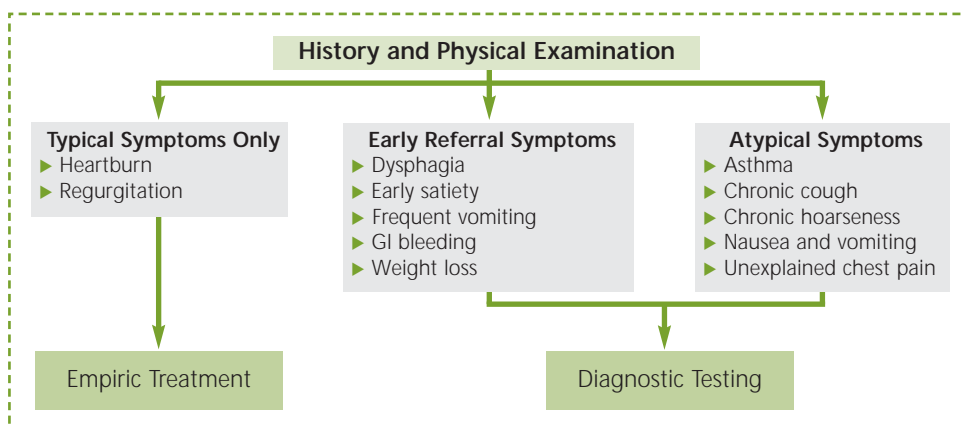 History and Physical Examination
Typical Symptoms Only
Heartburn
Regurgitation
Early Referral Symptoms
Dysphagia
Early satiety
Frequent vomiting
GI bleeding
Weight loss
Atypical Symptoms
Asthma
Chronic cough
Chronic hoarseness
Nausea and vomiting
Unexplained chest pain
Empiric Treatment
Diagnostic Testing